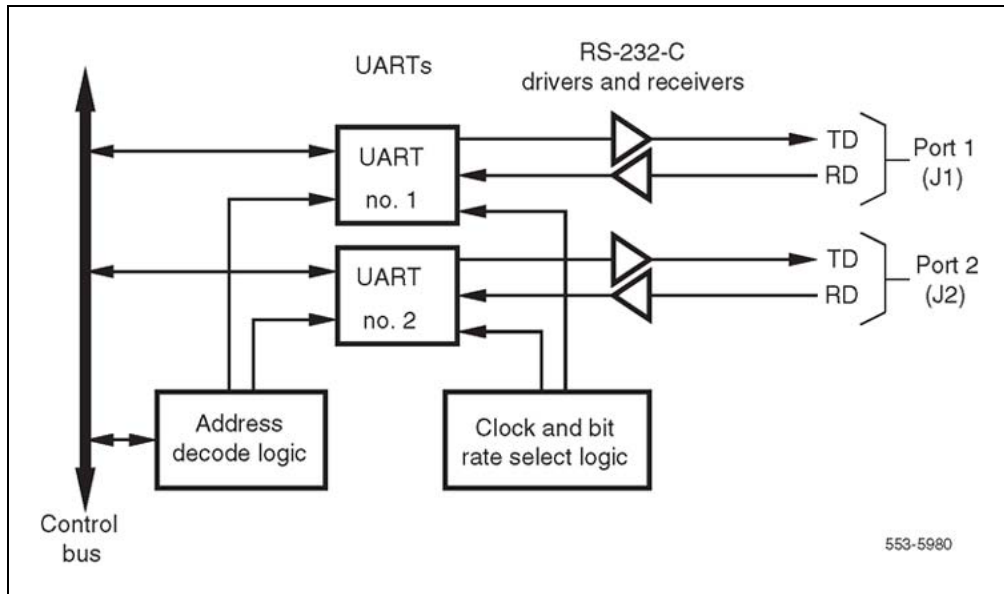 UARTs
RS-232-C
drivers and receivers
UART
no. 1
TD
RD
Port 1
(J1)
UART
no. 2
TD
RD
Port 2
(J2)
Address
decode logic
Clock and bit
rate select logic
Control
bus
553-5980